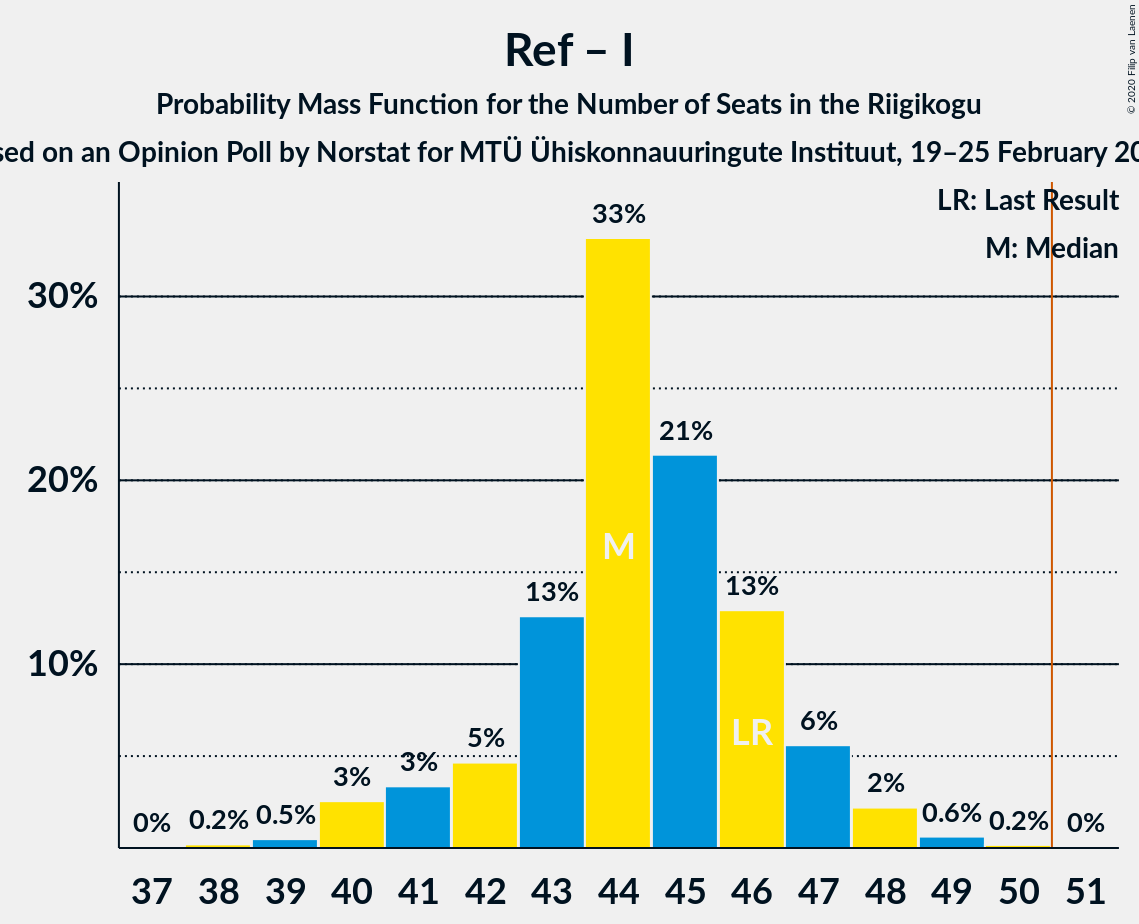 Ref – I
Probability Mass Function for the Number of Seats in the Riigikogu
on an Opinion Poll by Norstat for MTÜ Ühiskonnauuringute Instituut, 19–25 February
LR: Last Result
M: Median
33%
30%
21%
20%
M
13%
13%
10%
LR
6%
5%
3%
3%
2%
0%
0.2%
0.5%
0.6%
0.2%
0%
37 38 39 40 41 42 43 44 45 46 47 48 49 50 51
© 2020 Filip van Laenen